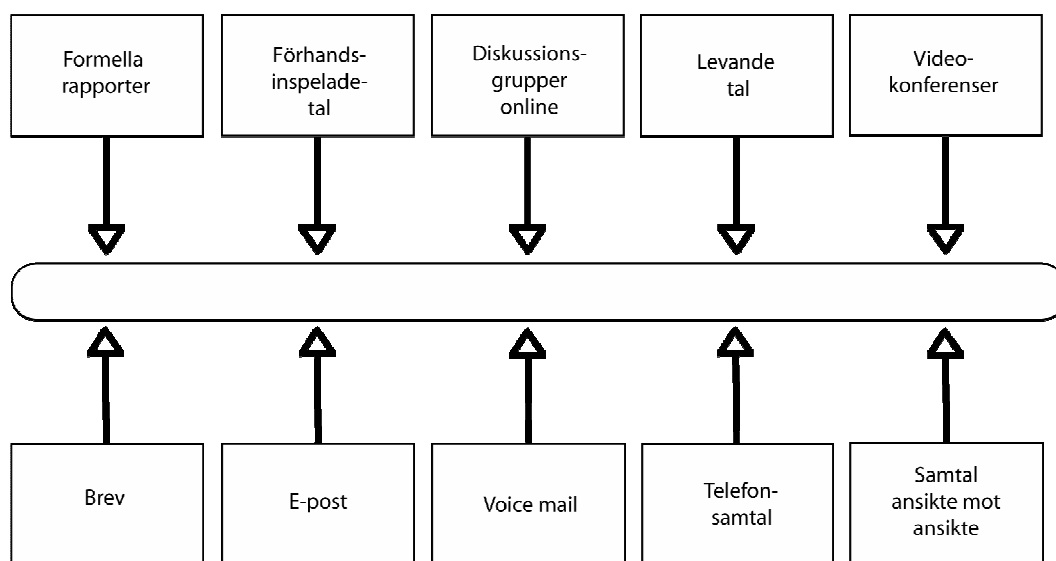 Formella
rapporter
Förhands-
inspelade-
tal
Diskussions-
grupper
online
Levande
tal
Video-
konferenser
Brev
E-post
Voice mail
Telefon-
samtal
Samtal
ansikte mot
ansikte